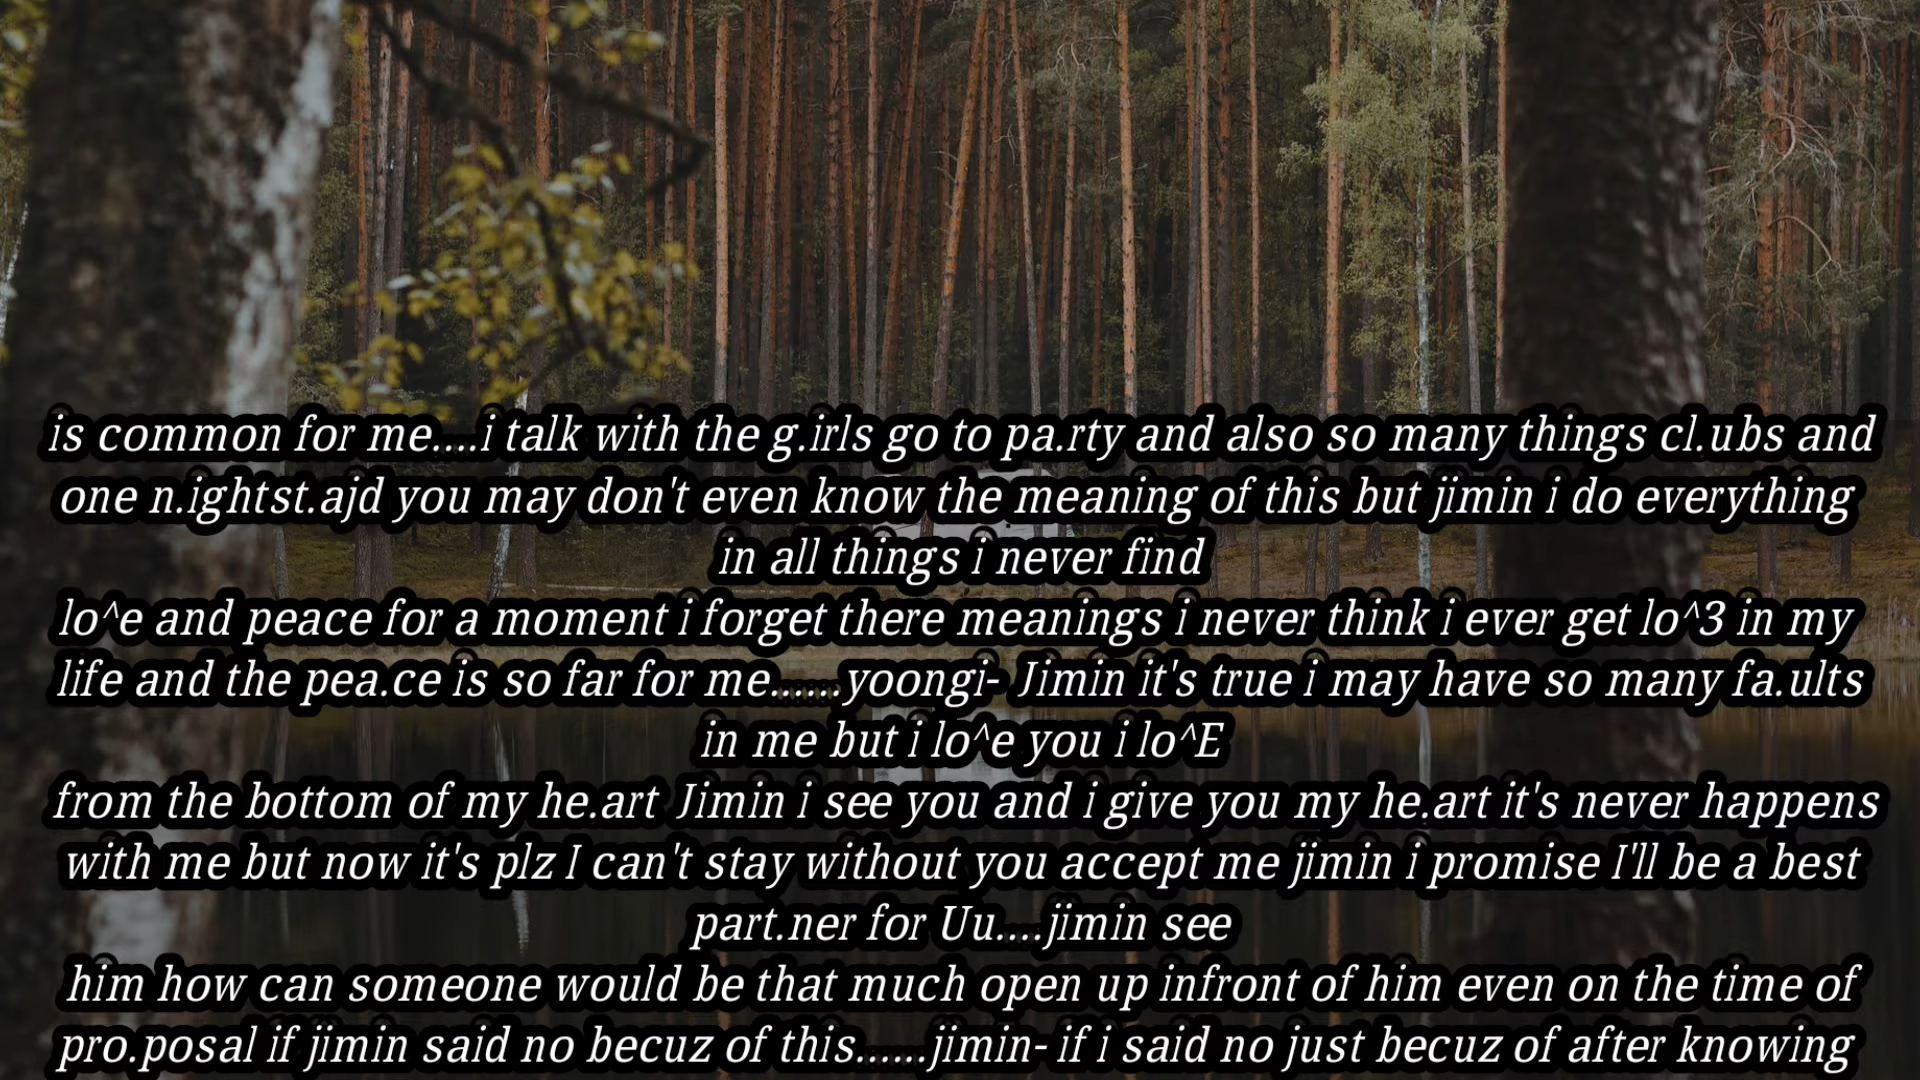 is common for me....i talk with the g.irls go to pa.rty and also so many things cl.ubs and
one n.ightst.ajd you may don't even know the meaning of this but jimin i do everything
in all things i never find
lo^e and peace for a moment i forget there meanings i never think i ever get lo^3 in my
life and the pea.ce is so far for me.......yoongi- Jimin it's true i may have so many fa.ults
in me but i lo^e you i lo^E
from the bottom of my he.art Jimin i see you and i give you my he.art it's never happens
with me but now it's plz I can't stay without you accept me jimin i promise I'll be a best
part.ner for Uu....jimin see
him how can someone would be that much open up infront of him even on the time of
pro.posal if jimin said no becuz of this.......jimin- if i said no just becuz of after knowing